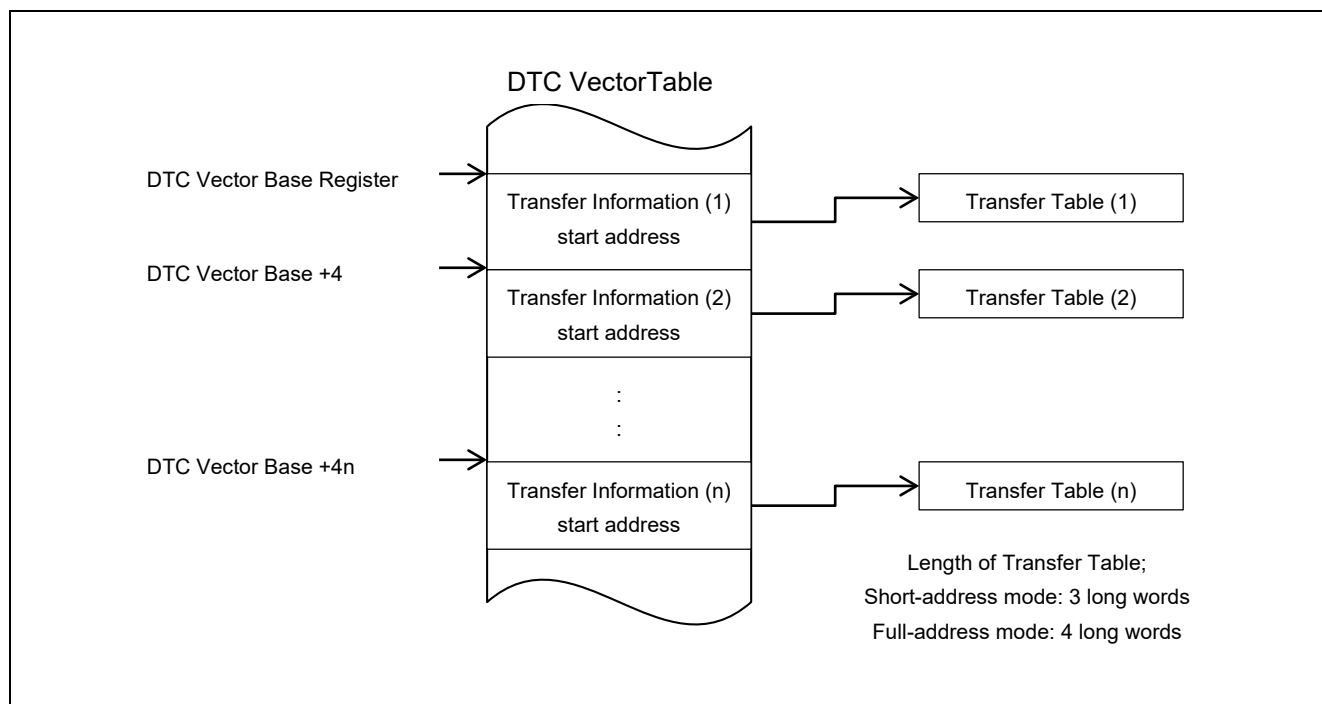 DTC VectorTable
DTC Vector Base Register
Transfer Information (1)
start address
Transfer Table (1)
DTC Vector Base +4
Transfer Information (2)
start address
Transfer Table (2)
:
:
DTC Vector Base +4n
Transfer Information (n)
start address
Transfer Table (n)
Length of Transfer Table;
Short-address mode: 3 long words
Full-address mode: 4 long words